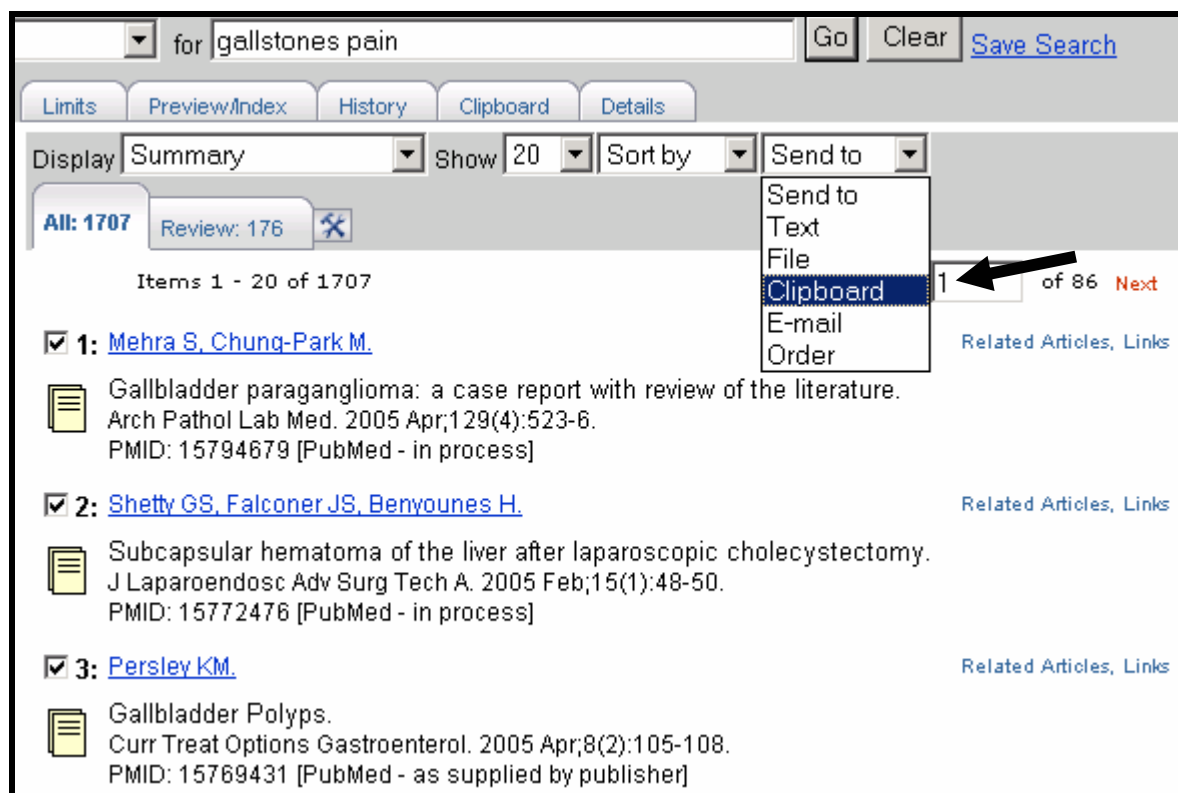 for gallstones pain Go Clear Save Search
Limits Preview/Index History Clipboard Details
Display Summary Show 20 Sort by Send to
Send to
Text
File
Clipboard
E-mail
Order
All: 1707 Review: 176
Items 1 - 20 of 1707 1 of 86 Next
1: Mehra S, Chung-Park M. Related Articles, Links
Gallbladder paraganglioma: a case report with review of the literature.
Arch Pathol Lab Med. 2005 Apr;129(4):523-6.
PMID: 15794679 [PubMed - in process]
2: Shetty GS, Falconer JS, Benyounes H. Related Articles, Links
Subcapsular hematoma of the liver after laparoscopic cholecystectomy.
J Laparoendosc Adv Surg Tech A. 2005 Feb;15(1):48-50.
PMID: 15772476 [PubMed - in process]
3: Persley KM. Related Articles, Links
Gallbladder Polyps.
Curr Treat Options Gastroenterol. 2005 Apr;8(2):105-108.
PMID: 15769431 [PubMed - as supplied by publisher]